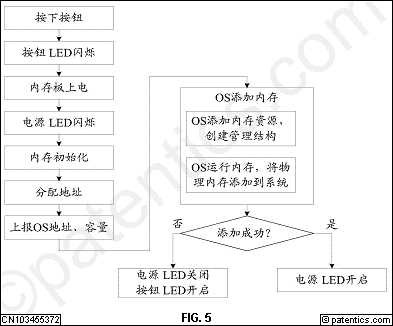 按下按钮
按钮 LED闪烁
内存板上电
电源 LED闪烁
内存初始化
分配地址
上报OS地址、容量
OS添加内存
OS添加内存资源、
创建管理结构
OS运行内存，将物
理内存添加到系统
添加成功？
否
是
电源 LED关闭
按钮 LED开启
电源 LED开启
CN103455372
FIG. 5
© patentics.com
©patentics.com